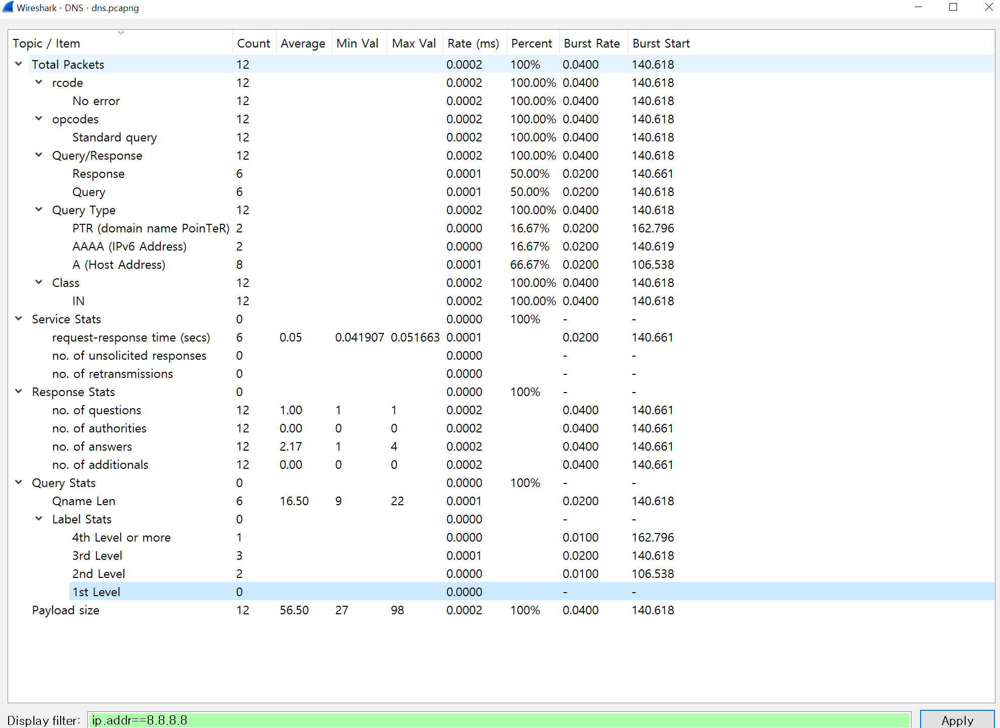 Wireshark · DNS · dns.pcapng
Topic / Item Count Average Min Val Max Val Rate (ms) Percent Burst Rate Burst Start
Total Packets 12 0.0002 100% 0.0400 140.618
rcode 12 0.0002 100.00% 0.0400 140.618
No error 12 0.0002 100.00% 0.0400 140.618
opcodes 12 0.0002 100.00% 0.0400 140.618
Standard query 12 0.0002 100.00% 0.0400 140.618
Query/Response 12 0.0002 100.00% 0.0400 140.618
Response 6 0.0001 50.00% 0.0200 140.661
Query 6 0.0001 50.00% 0.0200 140.618
Query Type 12 0.0002 100.00% 0.0400 140.618
PTR (domain name PoinTeR) 2 0.0000 16.67% 0.0200 162.796
AAAA (IPv6 Address) 2 0.0000 16.67% 0.0200 140.619
A (Host Address) 8 0.0001 66.67% 0.0200 106.538
Class 12 0.0002 100.00% 0.0400 140.618
IN 12 0.0002 100.00% 0.0400 140.618
Service Stats 0 0.0000 100% - -
request-response time (secs) 6 0.05 0.041907 0.051663 0.0001 0.0200 140.661
no. of unsolicited responses 0 0.0000 - -
no. of retransmissions 0 0.0000 - -
Response Stats 0 0.0000 100% - -
no. of questions 12 1.00 1 1 0.0002 0.0400 140.661
no. of authorities 12 0.00 0 0 0.0002 0.0400 140.661
no. of answers 12 2.17 1 4 0.0002 0.0400 140.661
no. of additionals 12 0.00 0 0 0.0002 0.0400 140.661
Query Stats 0 0.0000 100% - -
Qname Len 6 16.50 9 22 0.0001 0.0200 140.618
Label Stats 0 0.0000 - -
4th Level or more 1 0.0000 0.0100 162.796
3rd Level 3 0.0001 0.0200 140.618
2nd Level 2 0.0000 0.0100 106.538
1st Level 0 0.0000 - -
Payload size 12 56.50 27 98 0.0002 100% 0.0400 140.618
Display filter: ip.addr==8.8.8.8 Apply